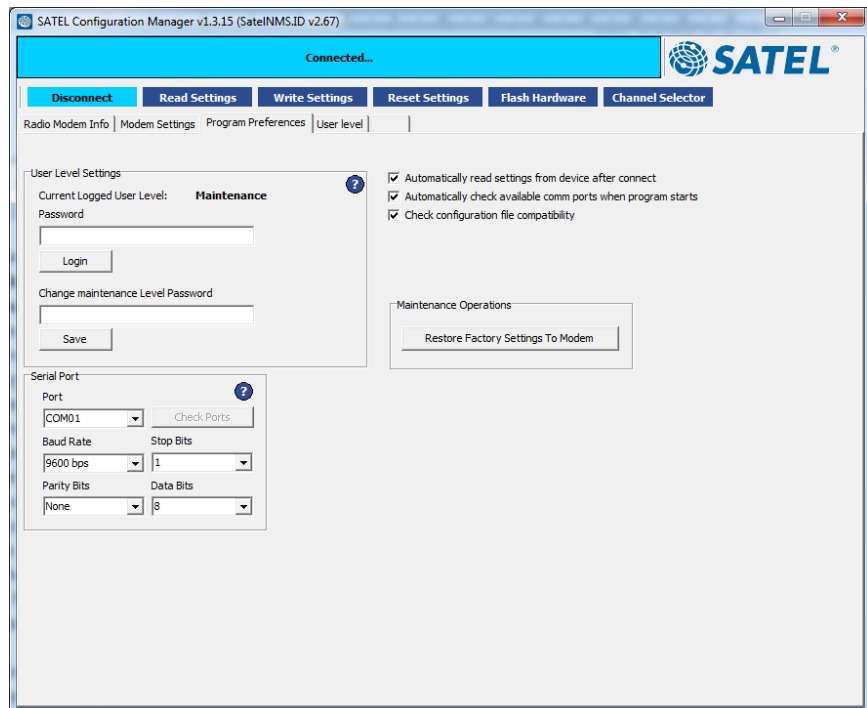 SATEL Configuration Manager v1.3.15 (SatelNMS.ID v2.67)
Connected...
SATEL®
Disconnect Read Settings Write Settings Reset Settings Flash Hardware Channel Selector
Radio Modem Info Modem Settings Program Preferences User level
User Level Settings
?
Current Logged User Level: Maintenance
Password
Login
Change maintenance Level Password
Save
Automatically read settings from device after connect
Automatically check available comm ports when program starts
Check configuration file compatibility
Maintenance Operations
Restore Factory Settings To Modem
Serial Port
?
Port
COM01 Check Ports
Baud Rate Stop Bits
9600 bps 1
Parity Bits Data Bits
None 8